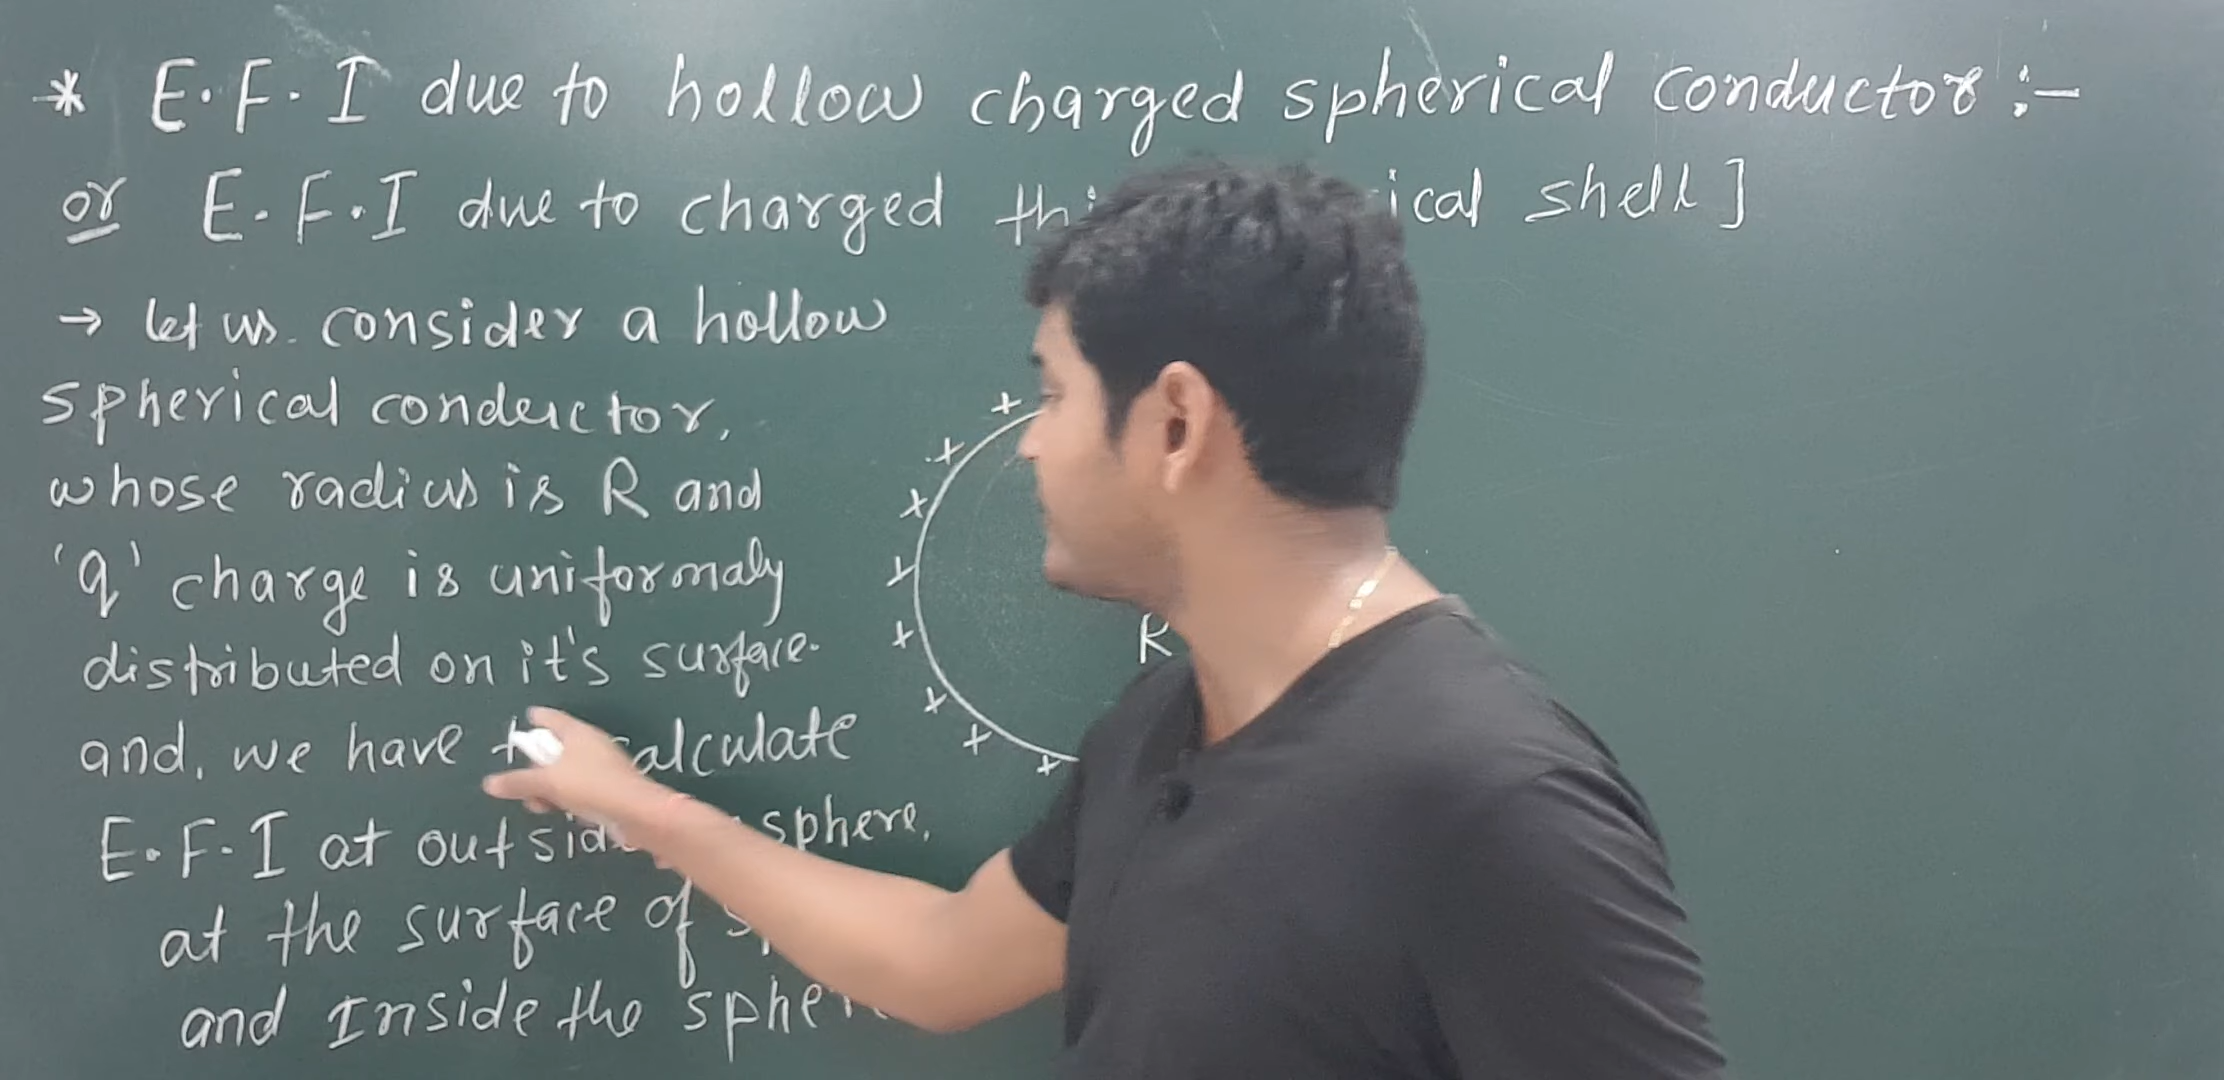 * E.F.I due to hollow charged spherical conductor :-
or E.F.I due to charged ical shell]
→ let us. consider a hollow
spherical conductor,
whose radius is R and
'q' charge is uniformaly
distributed on it's surface.
and, we have calculate
E.F.I at outside sphere,
at the surface of
and Inside the spher
R